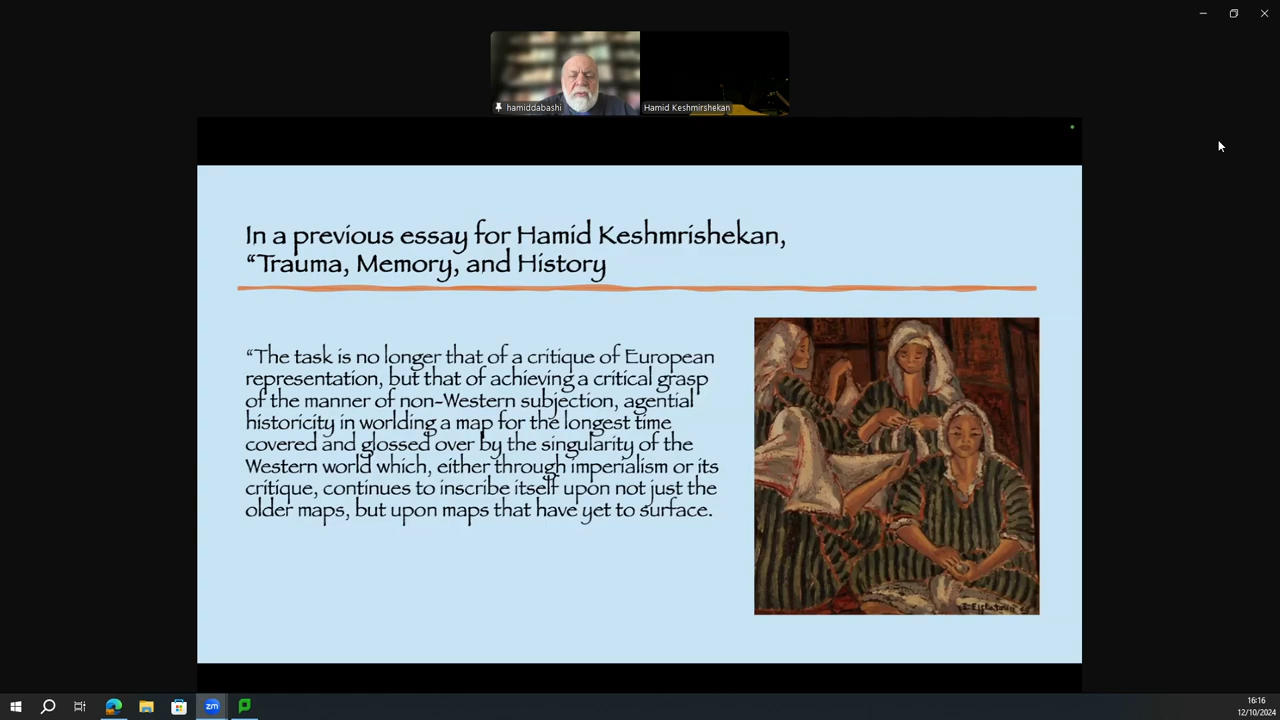 hamiddabashi
Hamid Keshmirshekan
In a previous essay for Hamid Keshmrishekan,
“Trauma, Memory, and History
“The task is no longer that of a critique of European
representation, but that of achieving a critical grasp
of the manner of non-Western subjection, agential
historicity in worlding a map for the longest time
covered and glossed over by the singularity of the
Western world which, either through imperialism or its
critique, continues to inscribe itself upon not just the
older maps, but upon maps that have yet to surface.
zm
16:16
12/10/2024